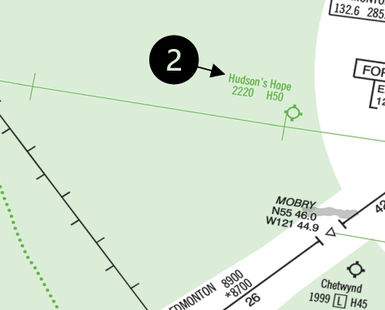 132.6
FOR
2
Hudson's Hope
2220 H50
MOBRY
N55 46.0
W121 44.9
42
8900
*8700
26
Chetwynd
1999 L H45